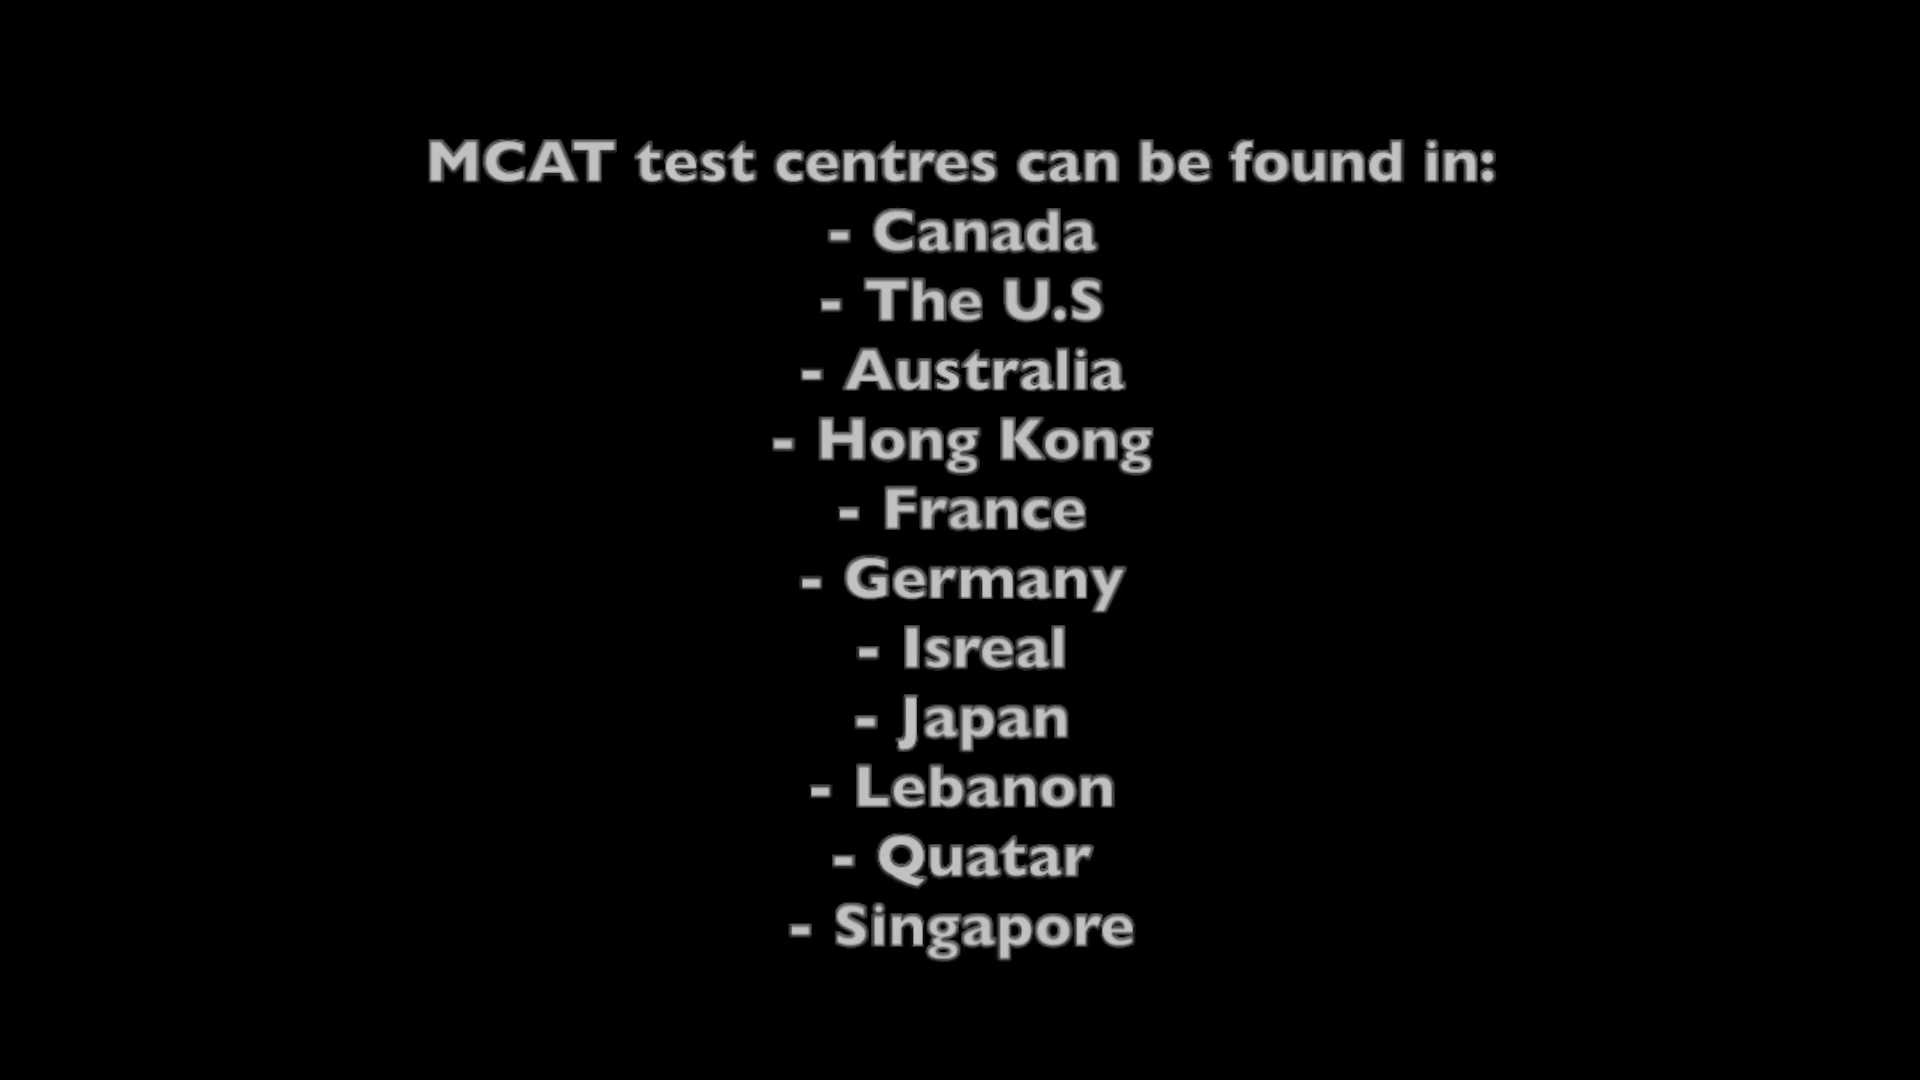 MCAT test centres can be found in:
- Canada
- The U.S
- Australia
- Hong Kong
- France
- Germany
- Isreal
- Japan
- Lebanon
- Quatar
- Singapore